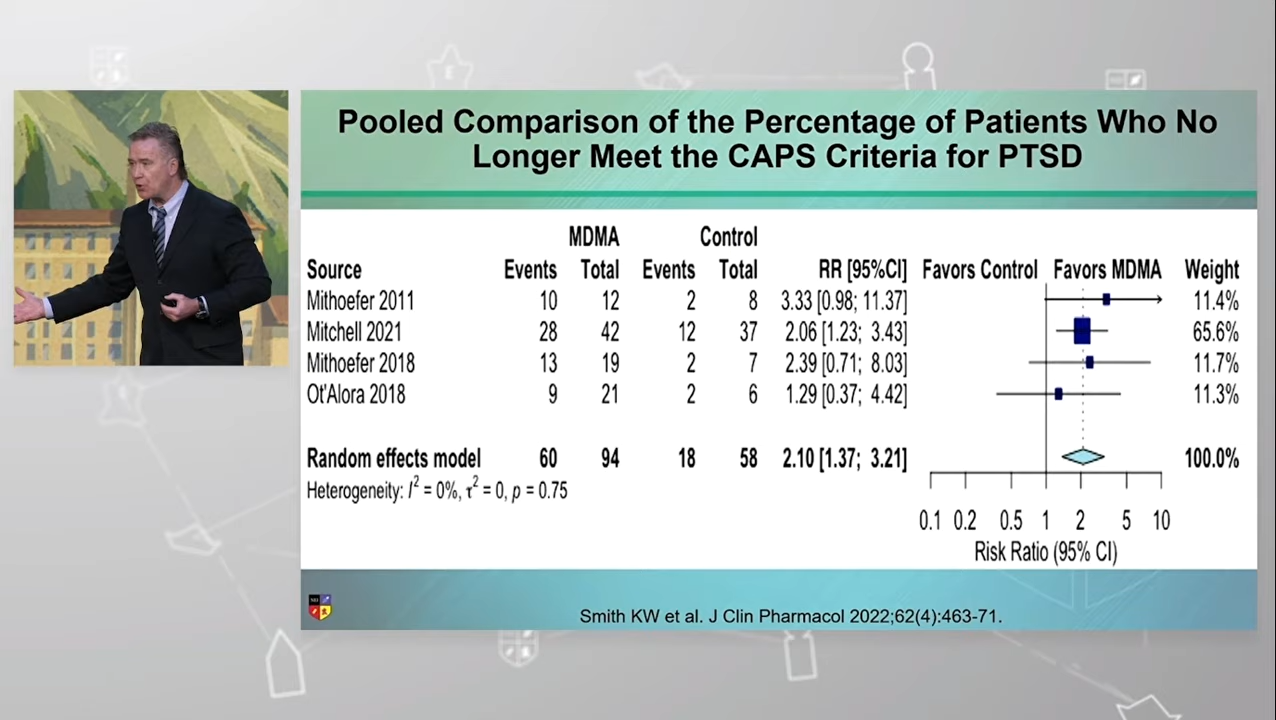 Pooled Comparison of the Percentage of Patients Who No
Longer Meet the CAPS Criteria for PTSD
MDMA Control
Source Events Total Events Total RR [95%CI] Favors Control Favors MDMA Weight
Mithoefer 2011 10 12 2 8 3.33 [0.98; 11.37] 11.4%
Mitchell 2021 28 42 12 37 2.06 [1.23; 3.43] 65.6%
Mithoefer 2018 13 19 2 7 2.39 [0.71; 8.03] 11.7%
Ot'Alora 2018 9 21 2 6 1.29 [0.37; 4.42] 11.3%
Random effects model 60 94 18 58 2.10 [1.37; 3.21] 100.0%
Heterogeneity: I² = 0%, τ² = 0, p = 0.75
0.1 0.2 0.5 1 2 5 10
Risk Ratio (95% CI)
Smith KW et al. J Clin Pharmacol 2022;62(4):463-71.